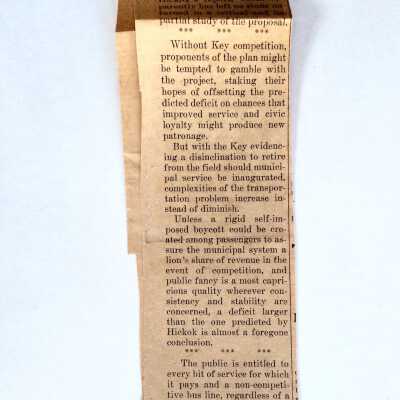 parently has left no stone un-
partial study of the proposal.
*** *** ***
Without Key competition,
proponents of the plan might
be tempted to gamble with
the project, staking their
hopes of offsetting the pre-
dicted deficit on chances that
improved service and civic
loyalty might produce new
patronage.
But with the Key evidenc-
ing a disinclination to retire
from the field should munici-
pal service be inaugurated,
complexities of the transpor-
tation problem increase in-
stead of diminish.
Unless a rigid self-im-
posed boycott could be cro-
ated among passengers to as-
sure the municipal system a
lion's share of revenue in the
event of competition, and
public fancy is a most capri-
cious quality wherever con-
sistency and stability are
concerned, a deficit larger
than the one predicted by
Hickok is almost a foregone
conclusion.
*** *** ***
The public is entitled to
every bit of service for which
it pays and a non-competi-
tive bus line, regardless of a